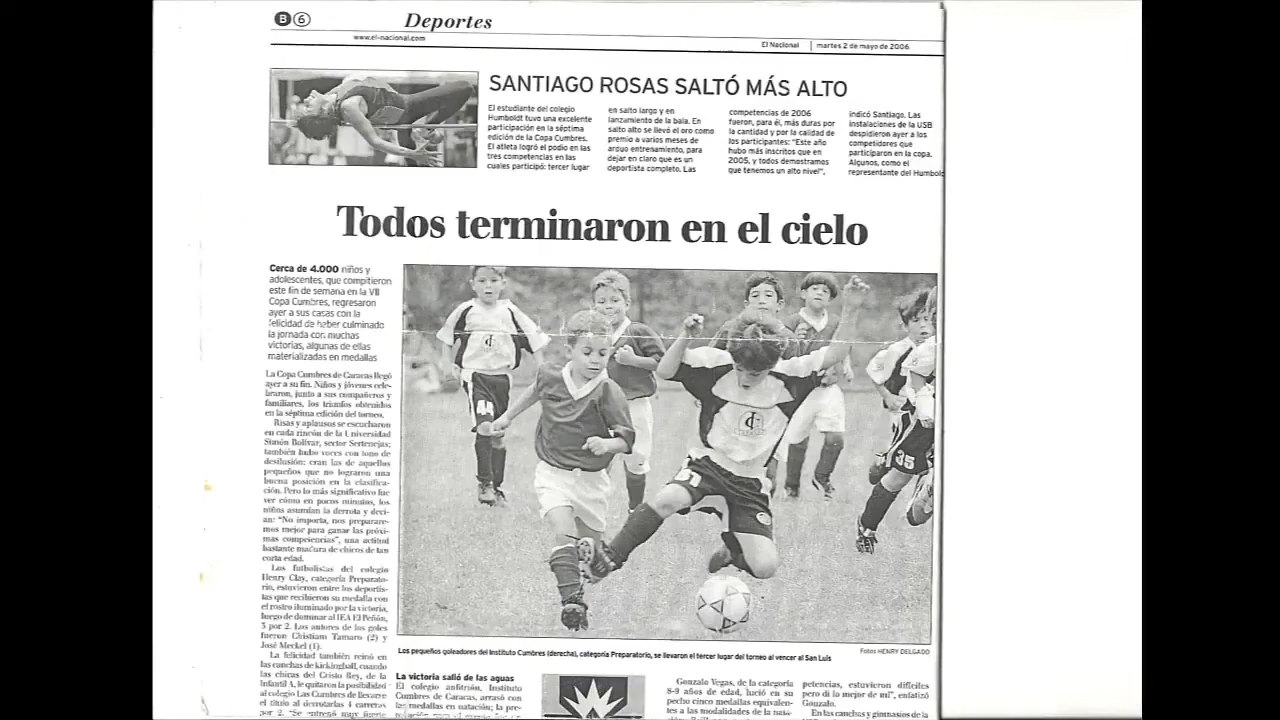 B 6
Deportes
www.el-nacional.com
El Nacional | martes 2 de mayo de 2006
SANTIAGO ROSAS SALTÓ MÁS ALTO
El estudiante del colegio
Humboldt tuvo una excelente
participación en la séptima
edición de la Copa Cumbres.
El atleta logró el podio en las
tres competencias en las
cuales participó: tercer lugar
en salto largo y en
lanzamiento de la bala. En
salto alto se llevó el oro como
premio a varios meses de
arduo entrenamiento, para
dejar en claro que es un
deportista completo. Las
competencias de 2006
fueron, para él, más duras por
la cantidad y por la calidad de
los participantes: "Este año
hubo más inscritos que en
2005, y todos demostramos
que tenemos un alto nivel",
indicó Santiago. Las
instalaciones de la USB
despidieron ayer a los
competidores que
participaron en la copa.
Algunos, como el
representante del Humbold
Todos terminaron en el cielo
Cerca de 4.000 niños y
adolescentes, que compitieron
este fin de semana en la VII
Copa Cumbres, regresaron
ayer a sus casas con la
felicidad de haber culminado
la jornada con muchas
victorias, algunas de ellas
materializadas en medallas
La Copa Cumbres de Caracas llegó
ayer a su fin. Niños y jóvenes cele-
braron, junto a sus compañeros y
familiares, los triunfos obtenidos
en la séptima edición del torneo.
Risas y aplausos se escucharon
en cada rincón de la Universidad
Simón Bolívar, sector Sartenejas;
también hubo voces con tono de
desilusión: eran las de aquellos
pequeños que no lograron una
buena posición en la clasifica-
ción. Pero lo más significativo fue
ver cómo en pocos minutos, los
niños asumían la derrota y decí-
an: "No importa, nos preparare-
mos mejor para ganar las próxi-
mas competencias", una actitud
bastante madura de chicos de tan
corta edad.
Los futbolistas del colegio
Henry Clay, categoría Preparato-
rio, estuvieron entre los deportis-
tas que recibieron su medalla con
el rostro iluminado por la victoria,
luego de dominar al IEA El Peñón,
3 por 2. Los autores de los goles
fueron Christiam Tamaro (2) y
José Meckel (1).
La felicidad también reinó en
las canchas de kickingball, cuando
las chicas del Cristo Rey, de la
Infantil A, le quitaron la posibilidad
al colegio Las Cumbres de llevarse
el título al derrotarlas 4 carreras
por 2. "Se entrenó muy fuerte
44
35
Los pequeños goleadores del Instituto Cumbres (derecha), categoría Preparatorio, se llevaron el tercer lugar del torneo al vencer al San Luis
Fotos HENRY DELGADO
La victoria salió de las aguas
El colegio anfitrión, Instituto
Cumbres de Caracas, arrasó con
las medallas en natación; la pre-
Gonzalo Vegas, de la categoría
8-9 años de edad, lució en su
pecho cinco medallas equivalen-
tes a las modalidades de la nata-
petencias, estuvieron difíciles
pero di lo mejor de mí", enfatizó
Gonzalo.
En las canchas y gimnasios de la